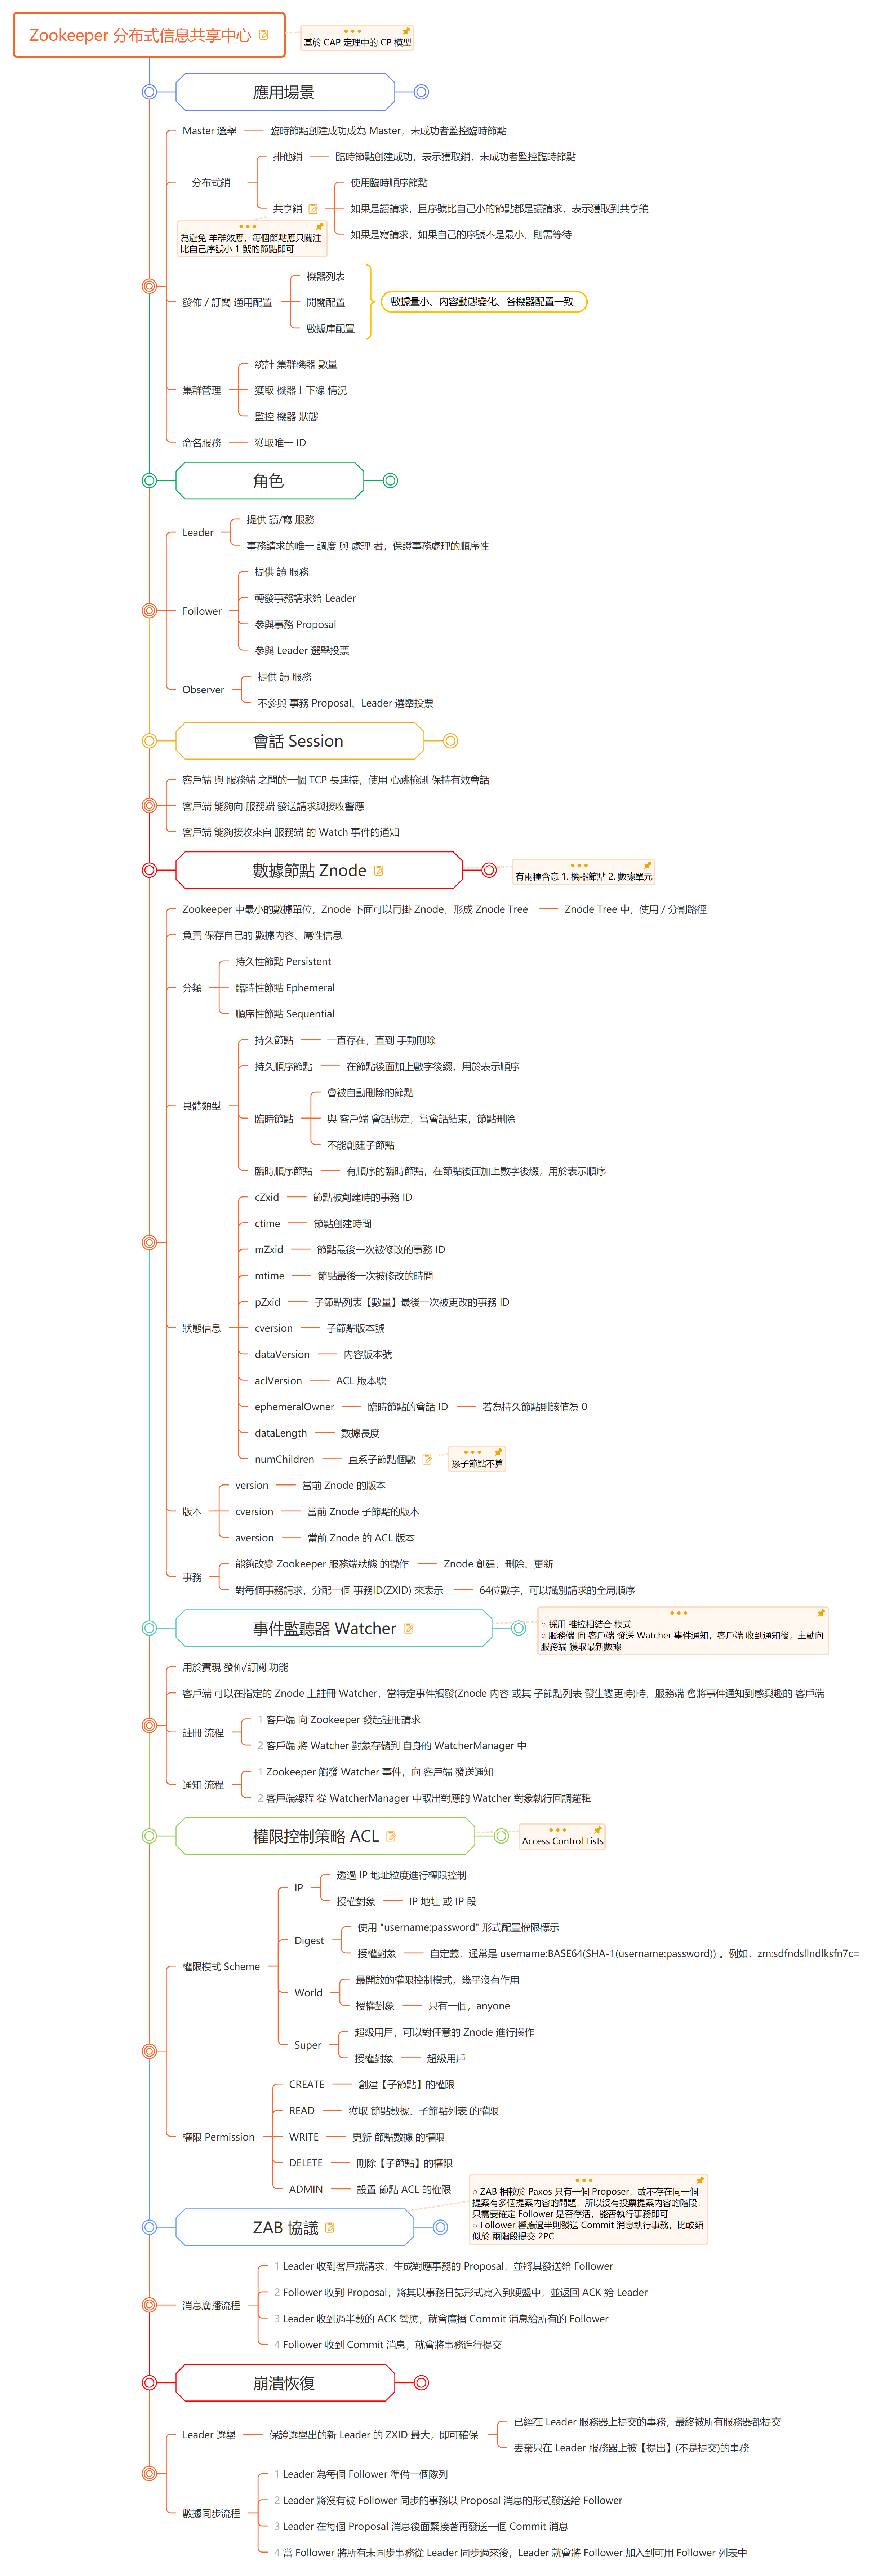 Zookeeper 分布式信息共享中心
基於 CAP 定理中的 CP 模型
應用場景
Master 選舉
臨時節點創建成功成為 Master，未成功者監控臨時節點
分布式鎖
排他鎖
臨時節點創建成功，表示獲取鎖，未成功者監控臨時節點
共享鎖
使用臨時順序節點
如果是讀請求，且序號比自己小的節點都是讀請求，表示獲取到共享鎖
如果是寫請求，如果自己的序號不是最小，則需等待
為避免 羊群效應，每個節點應只關注
比自己序號小 1 號的節點即可
發佈 / 訂閱 通用配置
機器列表
開關配置
數據庫配置
數據量小、内容動態變化、各機器配置一致
集群管理
統計 集群機器 數量
獲取 機器上下線 情況
監控 機器 狀態
命名服務
獲取唯一 ID
角色
Leader
提供 讀/寫 服務
事務請求的唯一 調度 與 處理 者，保證事務處理的順序性
Follower
提供 讀 服務
轉發事務請求給 Leader
參與事務 Proposal
參與 Leader 選舉投票
Observer
提供 讀 服務
不參與 事務 Proposal、Leader 選舉投票
會話 Session
客戶端 與 服務端 之間的一個 TCP 長連接，使用 心跳檢測 保持有效會話
客戶端 能夠向 服務端 發送請求與接收響應
客戶端 能夠接收來自 服務端 的 Watch 事件的通知
數據節點 Znode
有兩種含意 1. 機器節點 2. 數據單元
Zookeeper 中最小的數據單位，Znode 下面可以再掛 Znode，形成 Znode Tree
Znode Tree 中，使用 / 分割路徑
負責 保存自己的 數據内容、屬性信息
分類
持久性節點 Persistent
臨時性節點 Ephemeral
順序性節點 Sequential
具體類型
持久節點
一直存在，直到 手動刪除
持久順序節點
在節點後面加上數字後綴，用於表示順序
臨時節點
會被自動刪除的節點
與 客戶端 會話綁定，當會話結束，節點刪除
不能創建子節點
臨時順序節點
有順序的臨時節點，在節點後面加上數字後綴，用於表示順序
狀態信息
cZxid
節點被創建時的事務 ID
ctime
節點創建時間
mZxid
節點最後一次被修改的事務 ID
mtime
節點最後一次被修改的時間
pZxid
子節點列表【數量】最後一次被更改的事務 ID
cversion
子節點版本號
dataVersion
内容版本號
aclVersion
ACL 版本號
ephemeralOwner
臨時節點的會話 ID
若為持久節點則該值為 0
dataLength
數據長度
numChildren
直系子節點個數
孫子節點不算
版本
version
當前 Znode 的版本
cversion
當前 Znode 子節點的版本
aversion
當前 Znode 的 ACL 版本
事務
能夠改變 Zookeeper 服務端狀態 的操作
Znode 創建、刪除、更新
對每個事務請求，分配一個 事務ID(ZXID) 來表示
64位數字，可以識別請求的全局順序
事件監聽器 Watcher
○ 採用 推拉相結合 模式
○ 服務端 向 客戶端 發送 Watcher 事件通知，客戶端 收到通知後，主動向
服務端 獲取最新數據
用於實現 發佈/訂閱 功能
客戶端 可以在指定的 Znode 上註冊 Watcher，當特定事件觸發(Znode 内容 或其 子節點列表 發生變更時)時，服務端 會將事件通知到感興趣的 客戶端
註冊 流程
1 客戶端 向 Zookeeper 發起註冊請求
2 客戶端 將 Watcher 對象存儲到 自身的 WatcherManager 中
通知 流程
1 Zookeeper 觸發 Watcher 事件，向 客戶端 發送通知
2 客戶端線程 從 WatcherManager 中取出對應的 Watcher 對象執行回調邏輯
權限控制策略 ACL
Access Control Lists
權限模式 Scheme
IP
透過 IP 地址粒度進行權限控制
授權對象
IP 地址 或 IP 段
Digest
使用 "username:password" 形式配置權限標示
授權對象
自定義，通常是 username:BASE64(SHA-1(username:password)) 。例如，zm:sdfndsllndlksfn7c=
World
最開放的權限控制模式，幾乎沒有作用
授權對象
只有一個，anyone
Super
超級用戶，可以對任意的 Znode 進行操作
授權對象
超級用戶
權限 Permission
CREATE
創建【子節點】的權限
READ
獲取 節點數據、子節點列表 的權限
WRITE
更新 節點數據 的權限
DELETE
刪除【子節點】的權限
ADMIN
設置 節點 ACL 的權限
ZAB 協議
○ ZAB 相較於 Paxos 只有一個 Proposer，故不存在同一個
提案有多個提案内容的問題，所以沒有投票提案内容的階段，
只需要確定 Follower 是否存活，能否執行事務即可
○ Follower 響應過半則發送 Commit 消息執行事務，比較類
似於 兩階段提交 2PC
消息廣播流程
1 Leader 收到客戶端請求，生成對應事務的 Proposal，並將其發送給 Follower
2 Follower 收到 Proposal，將其以事務日誌形式寫入到硬盤中，並返回 ACK 給 Leader
3 Leader 收到過半數的 ACK 響應，就會廣播 Commit 消息給所有的 Follower
4 Follower 收到 Commit 消息，就會將事務進行提交
崩潰恢復
Leader 選舉
保證選舉出的新 Leader 的 ZXID 最大，即可確保
已經在 Leader 服務器上提交的事務，最終被所有服務器都提交
丟棄只在 Leader 服務器上被【提出】(不是提交)的事務
數據同步流程
1 Leader 為每個 Follower 準備一個隊列
2 Leader 將沒有被 Follower 同步的事務以 Proposal 消息的形式發送給 Follower
3 Leader 在每個 Proposal 消息後面緊接著再發送一個 Commit 消息
4 當 Follower 將所有未同步事務從 Leader 同步過來後，Leader 就會將 Follower 加入到可用 Follower 列表中